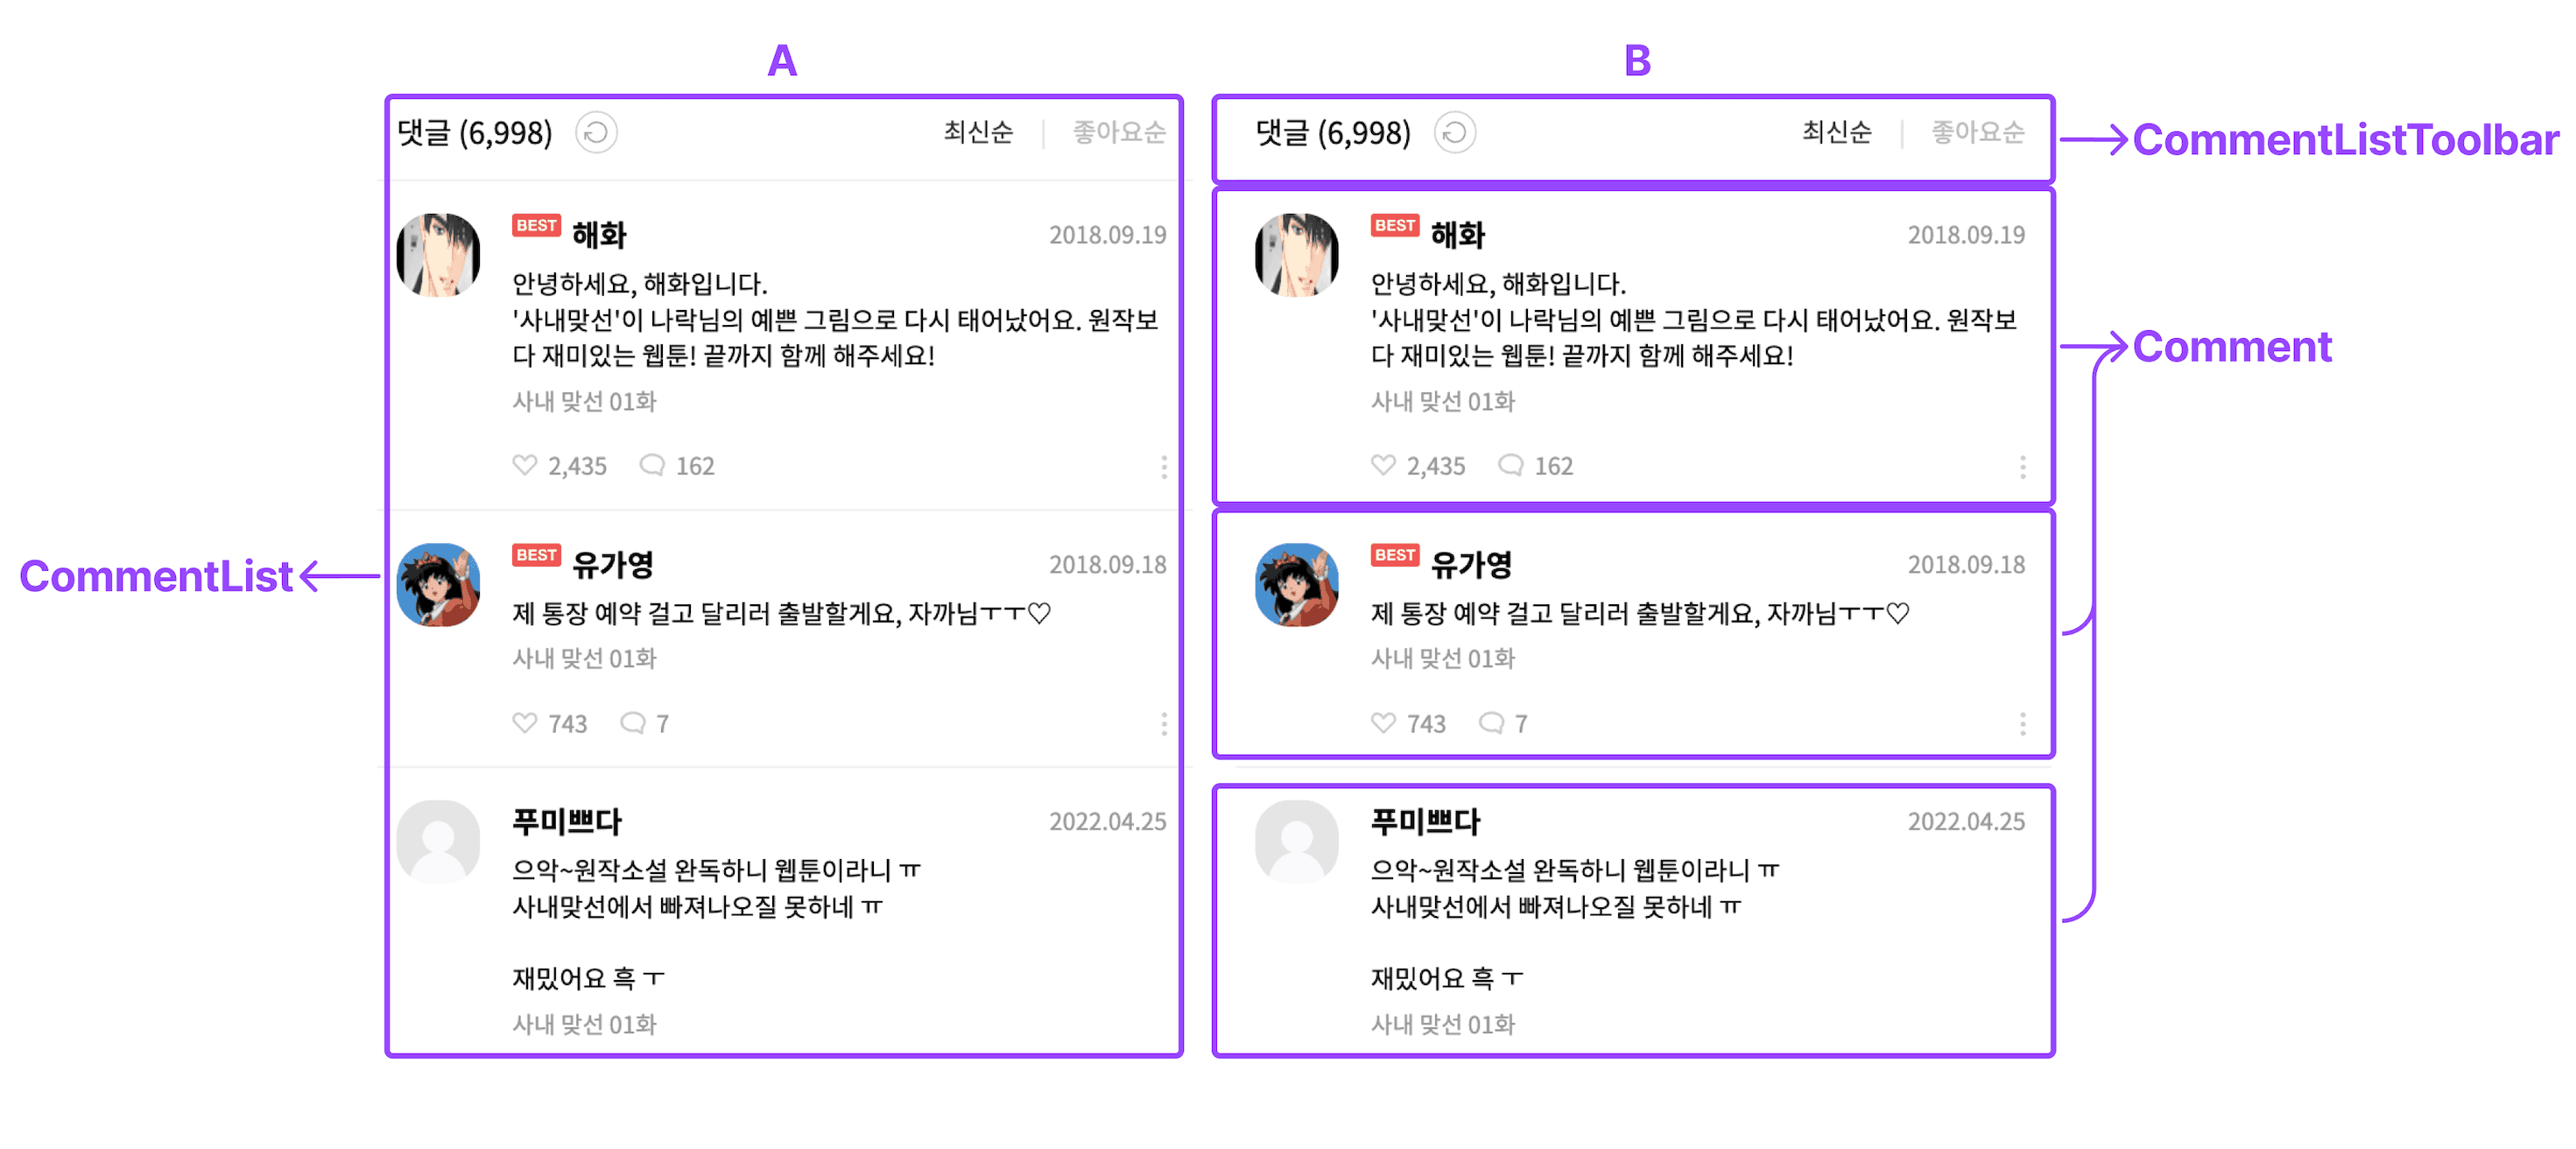 A
댓글 (6,998)
최신순 | 좋아요순
BEST 해화
2018.09.19
안녕하세요, 해화입니다.
'사내맞선'이 나락님의 예쁜 그림으로 다시 태어났어요. 원작보
다 재미있는 웹툰! 끝까지 함께 해주세요!
사내 맞선 01화
2,435 162
BEST 유가영
2018.09.18
제 통장 예약 걸고 달리러 출발할게요, 자까님ㅜㅜ♡
사내 맞선 01화
743 7
푸미쁘다
2022.04.25
으악~원작소설 완독하니 웹툰이라니 ㅠ
사내맞선에서 빠져나오질 못하네 ㅠ
재밌어요 흑 ㅜ
사내 맞선 01화
CommentList
B
댓글 (6,998)
최신순 | 좋아요순
BEST 해화
2018.09.19
안녕하세요, 해화입니다.
'사내맞선'이 나락님의 예쁜 그림으로 다시 태어났어요. 원작보
다 재미있는 웹툰! 끝까지 함께 해주세요!
사내 맞선 01화
2,435 162
BEST 유가영
2018.09.18
제 통장 예약 걸고 달리러 출발할게요, 자까님ㅜㅜ♡
사내 맞선 01화
743 7
푸미쁘다
2022.04.25
으악~원작소설 완독하니 웹툰이라니 ㅠ
사내맞선에서 빠져나오질 못하네 ㅠ
재밌어요 흑 ㅜ
사내 맞선 01화
CommentListToolbar
Comment